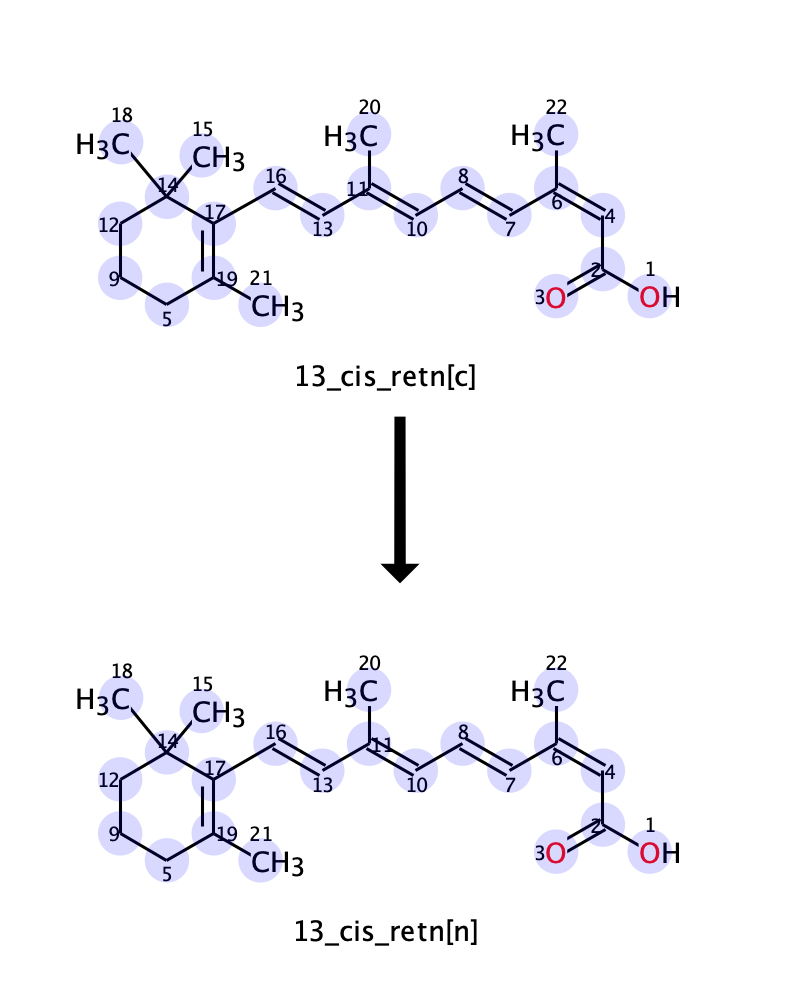 18 15 20 22
H3C CH3 H3C H3C
14 16 11 8
12 17 13 10 7 6 4
9 19 21 2 1
5 CH3 3O OH
13_cis_retn[c]
18 15 20 22
H3C CH3 H3C H3C
14 16 11 8
12 17 13 10 7 6 4
9 19 21 2 1
5 CH3 3O OH
13_cis_retn[n]